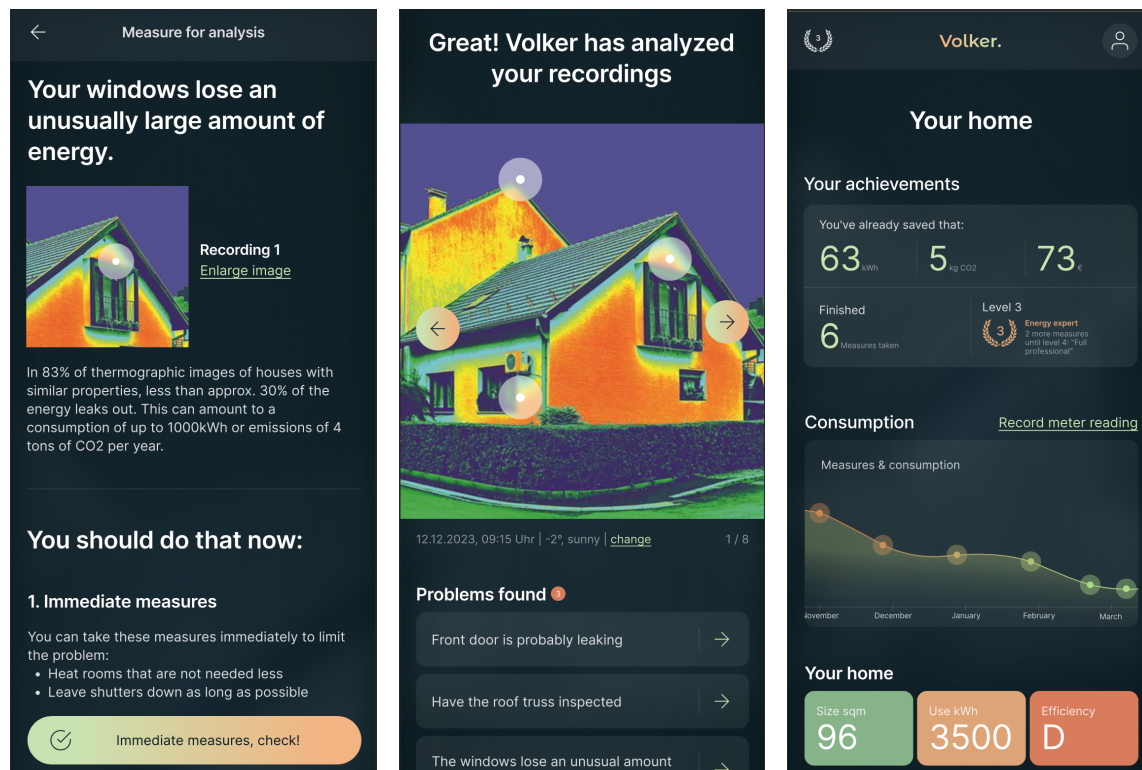 Measure for analysis
Your windows lose an
unusually large amount of
energy.
Recording 1
Enlarge image
In 83% of thermographic images of houses with
similar properties, less than approx. 30% of the
energy leaks out. This can amount to a
consumption of up to 1000kWh or emissions of 4
tons of CO2 per year.
You should do that now:
1. Immediate measures
You can take these measures immediately to limit
the problem:
• Heat rooms that are not needed less
• Leave shutters down as long as possible
Immediate measures, check!
Great! Volker has analyzed
your recordings
12.12.2023, 09:15 Uhr | -2°, sunny | change
1 / 8
Problems found 3
Front door is probably leaking
Have the roof truss inspected
The windows lose an unusual amount
3
Volker.
Your home
Your achievements
You've already saved that:
63 kWh
5 kg CO2
73 €
Finished
6 Measures taken
Level 3
3
Energy expert
2 more measures
until level 4: "Full
professional"
Consumption
Record meter reading
Measures & consumption
November December January February March
Your home
Size sqm
96
Use kWh
3500
Efficiency
D